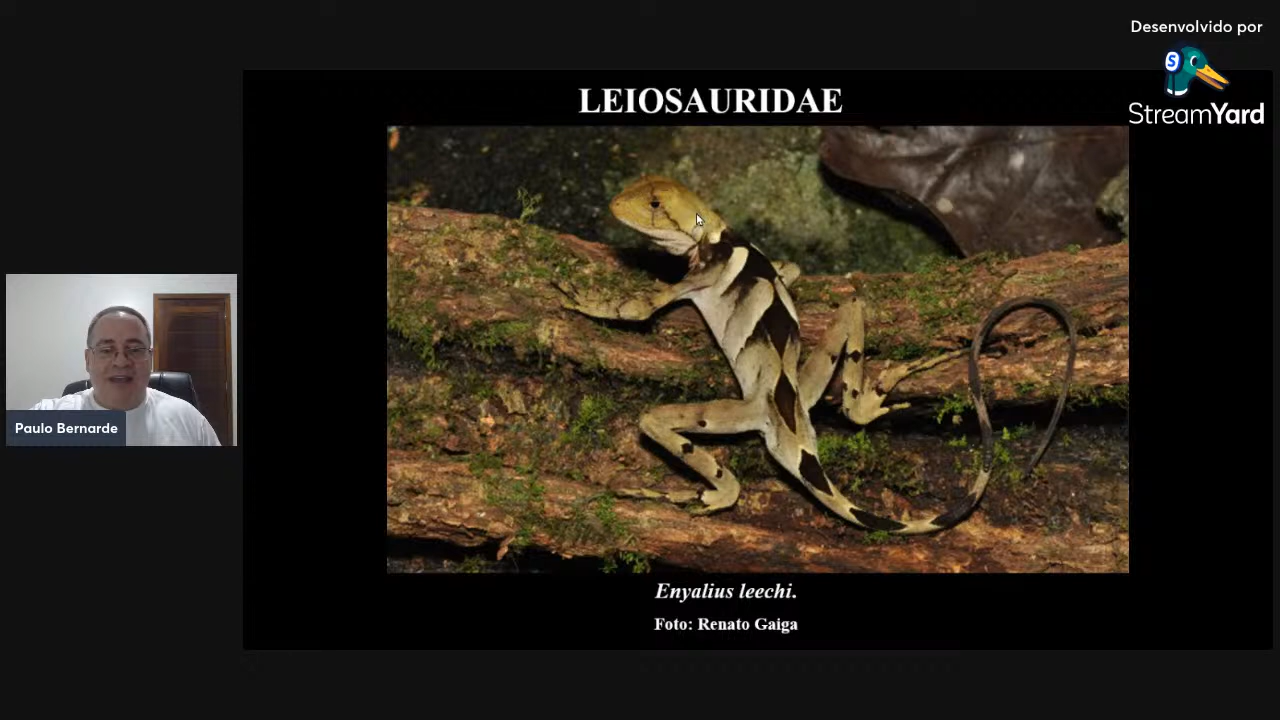 Desenvolvido por
StreamYard
LEIOSAURIDAE
Paulo Bernarde
Enyalius leechi.
Foto: Renato Gaiga